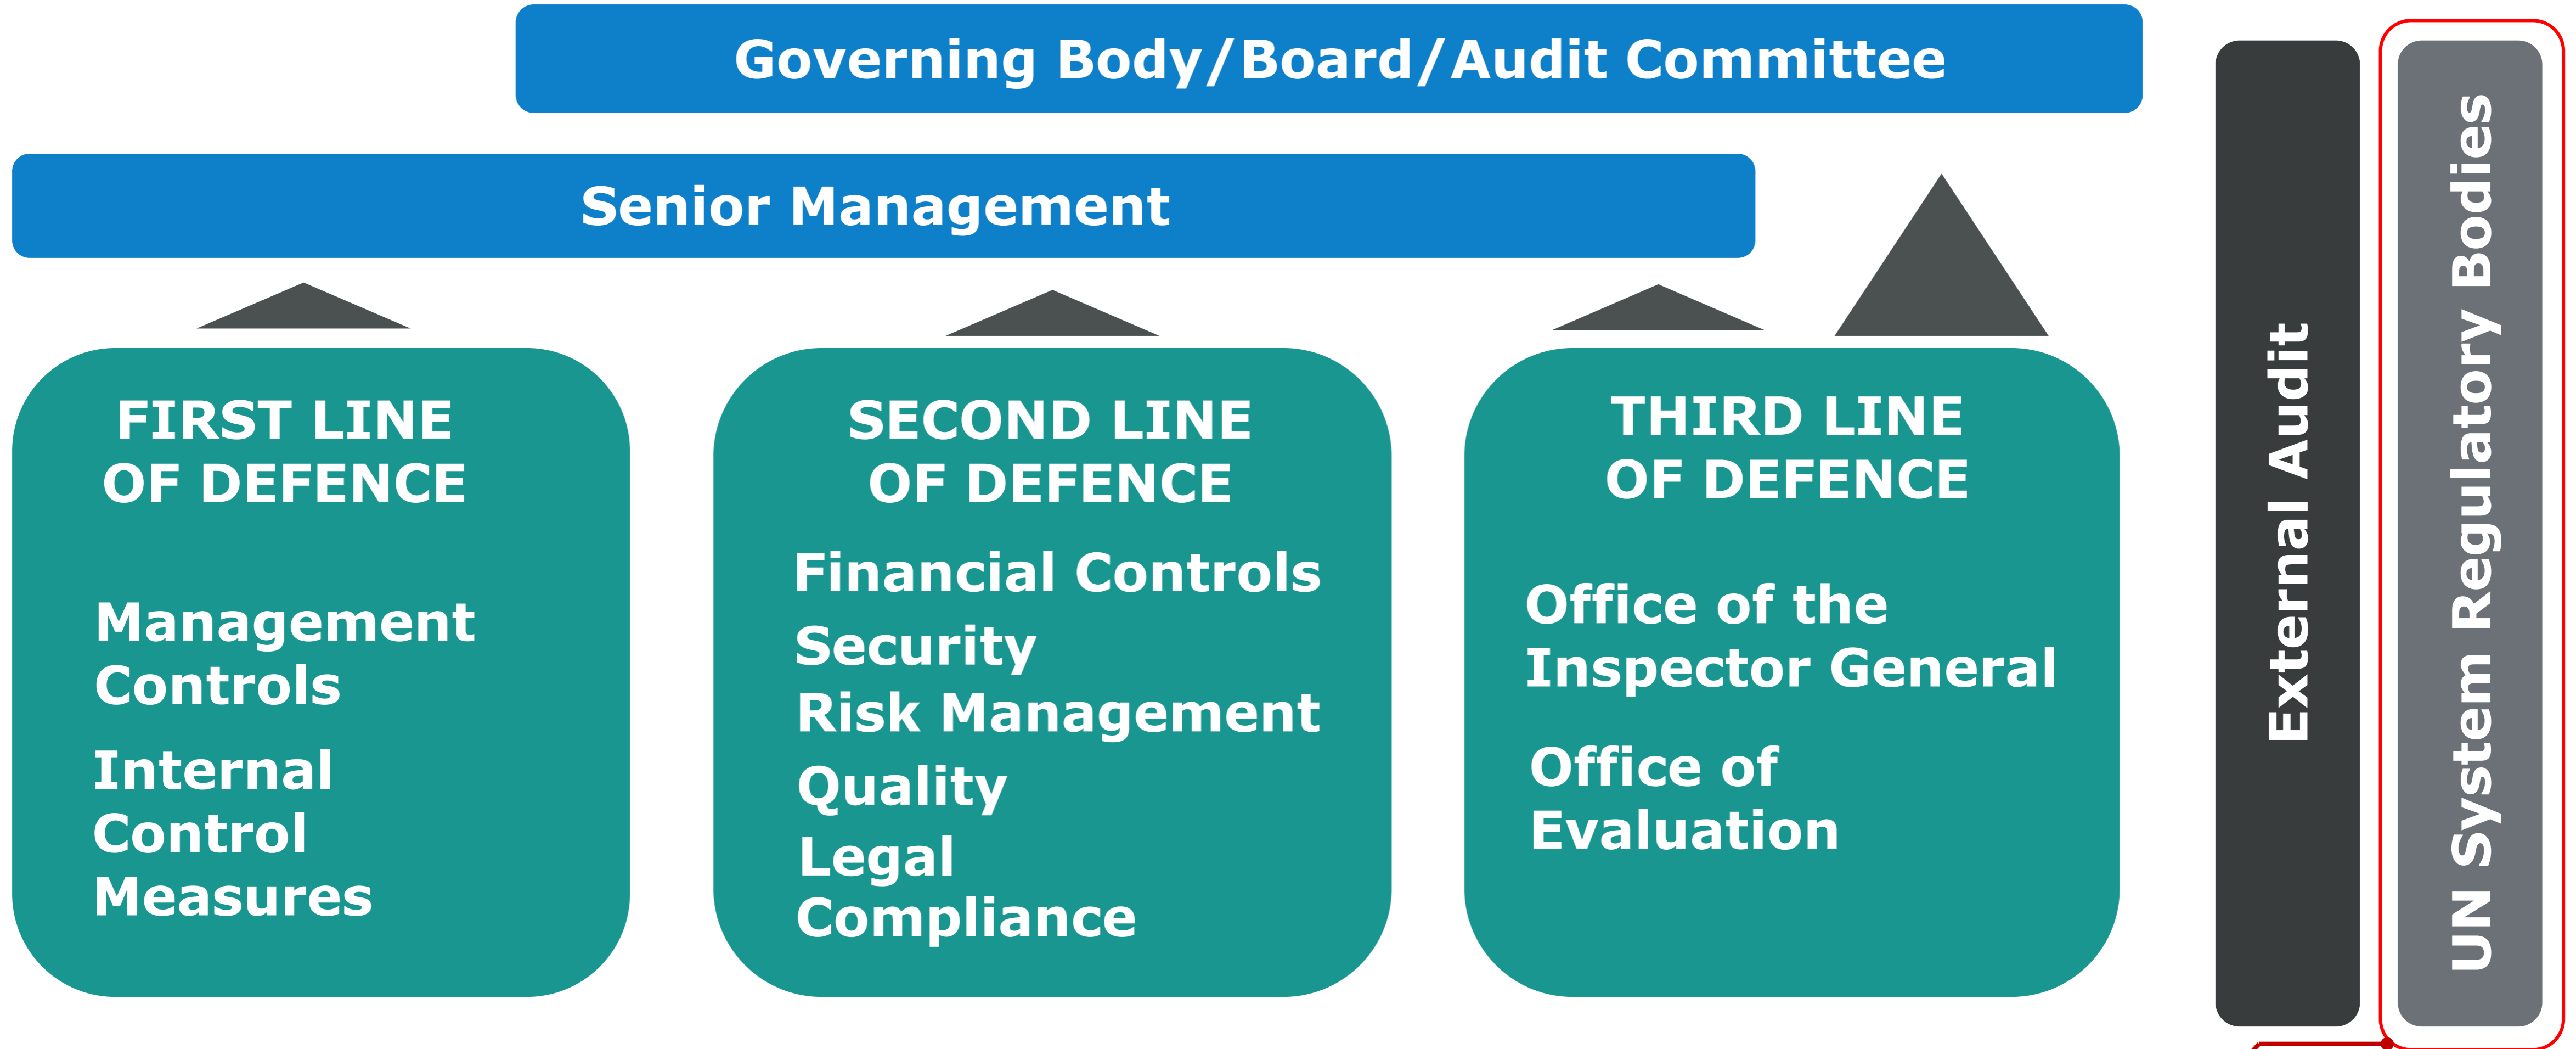 Governing Body/Board/Audit Committee
Senior Management
FIRST LINE
OF DEFENCE
Management
Controls
Internal
Control
Measures
SECOND LINE
OF DEFENCE
Financial Controls
Security
Risk Management
Quality
Legal
Compliance
THIRD LINE
OF DEFENCE
Office of the
Inspector General
Office of
Evaluation
External Audit
UN System Regulatory Bodies